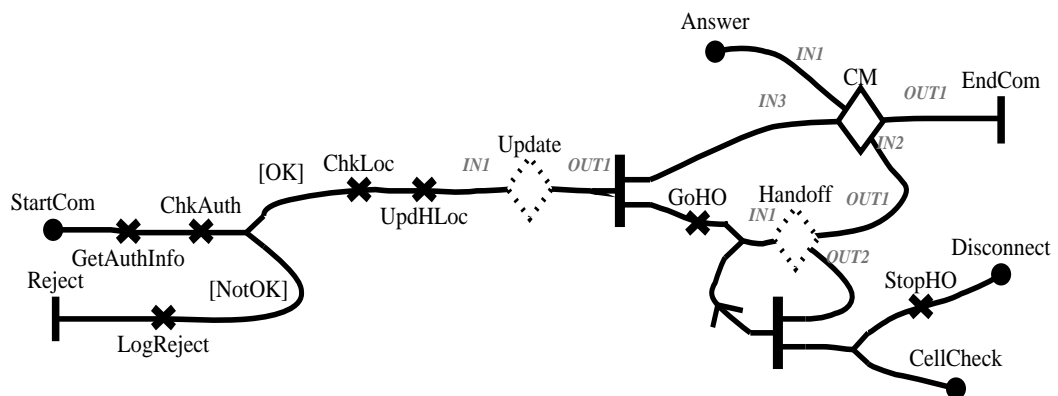 Answer
IN1
CM
OUT1
EndCom
IN3
IN2
Update
ChkLoc
IN1
OUT1
[OK]
UpdHLoc
StartCom
ChkAuth
GetAuthInfo
GoHO
IN1
Handoff
OUT1
OUT2
Disconnect
StopHO
Reject
[NotOK]
LogReject
CellCheck